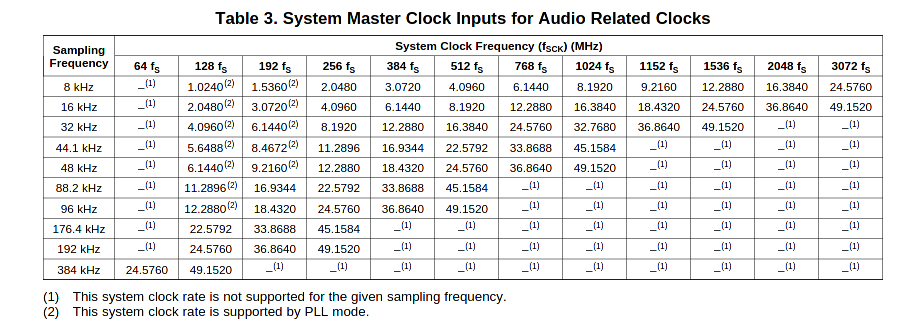 Table 3. System Master Clock Inputs for Audio Related Clocks
Sampling Frequency System Clock Frequency (fSCK) (MHz)
64 fS 128 fS 192 fS 256 fS 384 fS 512 fS 768 fS 1024 fS 1152 fS 1536 fS 2048 fS 3072 fS
8 kHz –(1) 1.0240(2) 1.5360(2) 2.0480 3.0720 4.0960 6.1440 8.1920 9.2160 12.2880 16.3840 24.5760
16 kHz –(1) 2.0480(2) 3.0720(2) 4.0960 6.1440 8.1920 12.2880 16.3840 18.4320 24.5760 36.8640 49.1520
32 kHz –(1) 4.0960(2) 6.1440(2) 8.1920 12.2880 16.3840 24.5760 32.7680 36.8640 49.1520 –(1) –(1)
44.1 kHz –(1) 5.6488(2) 8.4672(2) 11.2896 16.9344 22.5792 33.8688 45.1584 –(1) –(1) –(1) –(1)
48 kHz –(1) 6.1440(2) 9.2160(2) 12.2880 18.4320 24.5760 36.8640 49.1520 –(1) –(1) –(1) –(1)
88.2 kHz –(1) 11.2896(2) 16.9344 22.5792 33.8688 45.1584 –(1) –(1) –(1) –(1) –(1) –(1)
96 kHz –(1) 12.2880(2) 18.4320 24.5760 36.8640 49.1520 –(1) –(1) –(1) –(1) –(1) –(1)
176.4 kHz –(1) 22.5792 33.8688 45.1584 –(1) –(1) –(1) –(1) –(1) –(1) –(1) –(1)
192 kHz –(1) 24.5760 36.8640 49.1520 –(1) –(1) –(1) –(1) –(1) –(1) –(1) –(1)
384 kHz 24.5760 49.1520 –(1) –(1) –(1) –(1) –(1) –(1) –(1) –(1) –(1) –(1)
(1) This system clock rate is not supported for the given sampling frequency.
(2) This system clock rate is supported by PLL mode.